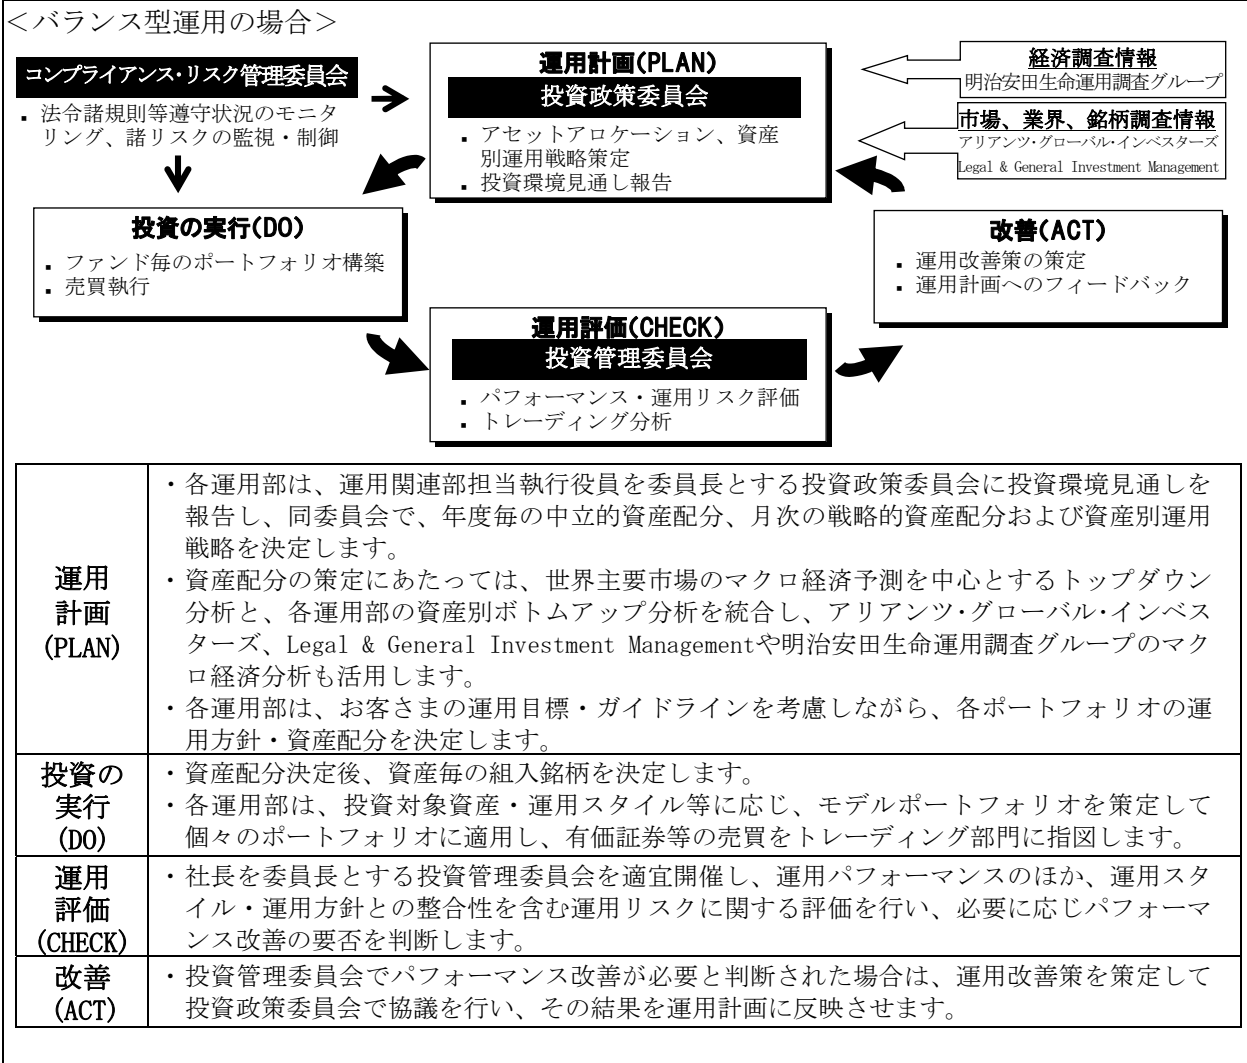 ＜バランス型運用の場合＞
コンプライアンス・リスク管理委員会
▪ 法令諸規則等遵守状況のモニタ
リング、諸リスクの監視・制御
運用計画(PLAN)
投資政策委員会
▪ アセットアロケーション、資産
別運用戦略策定
▪ 投資環境見通し報告
経済調査情報
明治安田生命運用調査グループ
市場、業界、銘柄調査情報
アリアンツ・グローバル・インベスターズ
Legal & General Investment Management
投資の実行(DO)
▪ ファンド毎のポートフォリオ構築
▪ 売買執行
改善(ACT)
▪ 運用改善策の策定
▪ 運用計画へのフィードバック
運用評価(CHECK)
投資管理委員会
▪ パフォーマンス・運用リスク評価
▪ トレーディング分析
運用
計画
(PLAN)
・各運用部は、運用関連部担当執行役員を委員長とする投資政策委員会に投資環境見通しを
報告し、同委員会で、年度毎の中立的資産配分、月次の戦略的資産配分および資産別運用
戦略を決定します。
・資産配分の策定にあたっては、世界主要市場のマクロ経済予測を中心とするトップダウン
分析と、各運用部の資産別ボトムアップ分析を統合し、アリアンツ・グローバル・インベス
ターズ、Legal & General Investment Managementや明治安田生命運用調査グループのマク
ロ経済分析も活用します。
・各運用部は、お客さまの運用目標・ガイドラインを考慮しながら、各ポートフォリオの運
用方針・資産配分を決定します。
投資の
実行
(DO)
・資産配分決定後、資産毎の組入銘柄を決定します。
・各運用部は、投資対象資産・運用スタイル等に応じ、モデルポートフォリオを策定して
個々のポートフォリオに適用し、有価証券等の売買をトレーディング部門に指図します。
運用
評価
(CHECK)
・社長を委員長とする投資管理委員会を適宜開催し、運用パフォーマンスのほか、運用スタ
イル・運用方針との整合性を含む運用リスクに関する評価を行い、必要に応じパフォーマ
ンス改善の要否を判断します。
改善
(ACT)
・投資管理委員会でパフォーマンス改善が必要と判断された場合は、運用改善策を策定して
投資政策委員会で協議を行い、その結果を運用計画に反映させます。